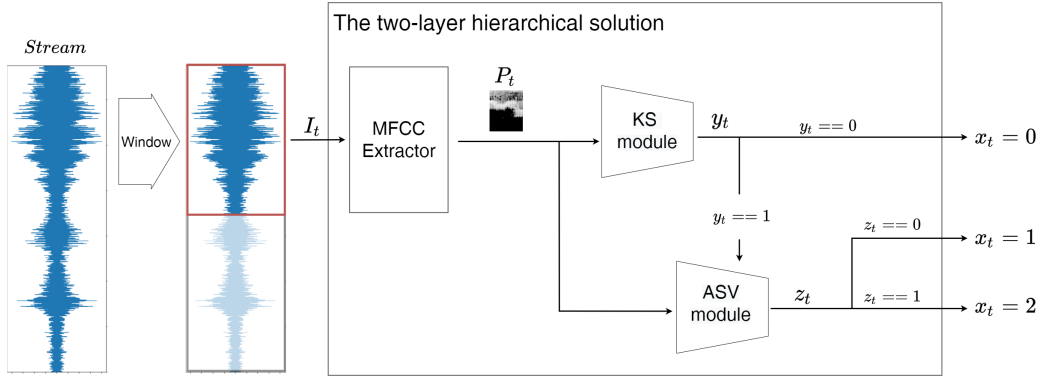 The two-layer hierarchical solution
Stream
Window
I_t
MFCC
Extractor
P_t
KS
module
y_t
y_t == 0
x_t = 0
y_t == 1
ASV
module
z_t
z_t == 0
x_t = 1
z_t == 1
x_t = 2